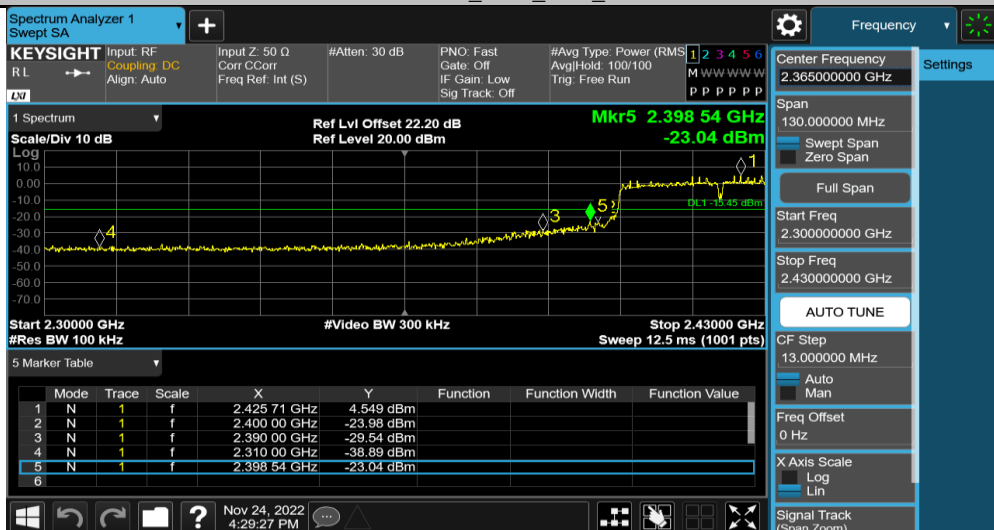 Spectrum Analyzer 1
Swept SA
+
Frequency
KEYSIGHT
RL
LXI
Input: RF
Coupling: DC
Align: Auto
Input Z: 50 Ω
Corr CCorr
Freq Ref: Int (S)
#Atten: 30 dB
PNO: Fast
Gate: Off
IF Gain: Low
Sig Track: Off
#Avg Type: Power (RMS
Avg|Hold: 100/100
Trig: Free Run
1 2 3 4 5 6
M W W W W W
P P P P P P
Center Frequency
2.365000000 GHz
Settings
Span
130.000000 MHz
Swept Span
Zero Span
Full Span
Start Freq
2.300000000 GHz
Stop Freq
2.430000000 GHz
AUTO TUNE
CF Step
13.000000 MHz
Auto
Man
Freq Offset
0 Hz
X Axis Scale
Log
Lin
Signal Track
(Span Zoom)
1 Spectrum
Scale/Div 10 dB
Ref Lvl Offset 22.20 dB
Ref Level 20.00 dBm
Mkr5 2.398 54 GHz
-23.04 dBm
Log
10.0
0.00
-10.0
-20.0
-30.0
-40.0
-50.0
-60.0
-70.0
1
DL1 -15.45 dBm
5
3
4
Start 2.30000 GHz
#Res BW 100 kHz
#Video BW 300 kHz
Stop 2.43000 GHz
Sweep 12.5 ms (1001 pts)
5 Marker Table
Mode Trace Scale X Y Function Function Width Function Value
1 N 1 f 2.425 71 GHz 4.549 dBm
2 N 1 f 2.400 00 GHz -23.98 dBm
3 N 1 f 2.390 00 GHz -29.54 dBm
4 N 1 f 2.310 00 GHz -38.89 dBm
5 N 1 f 2.398 54 GHz -23.04 dBm
6
?
Nov 24, 2022
4:29:27 PM